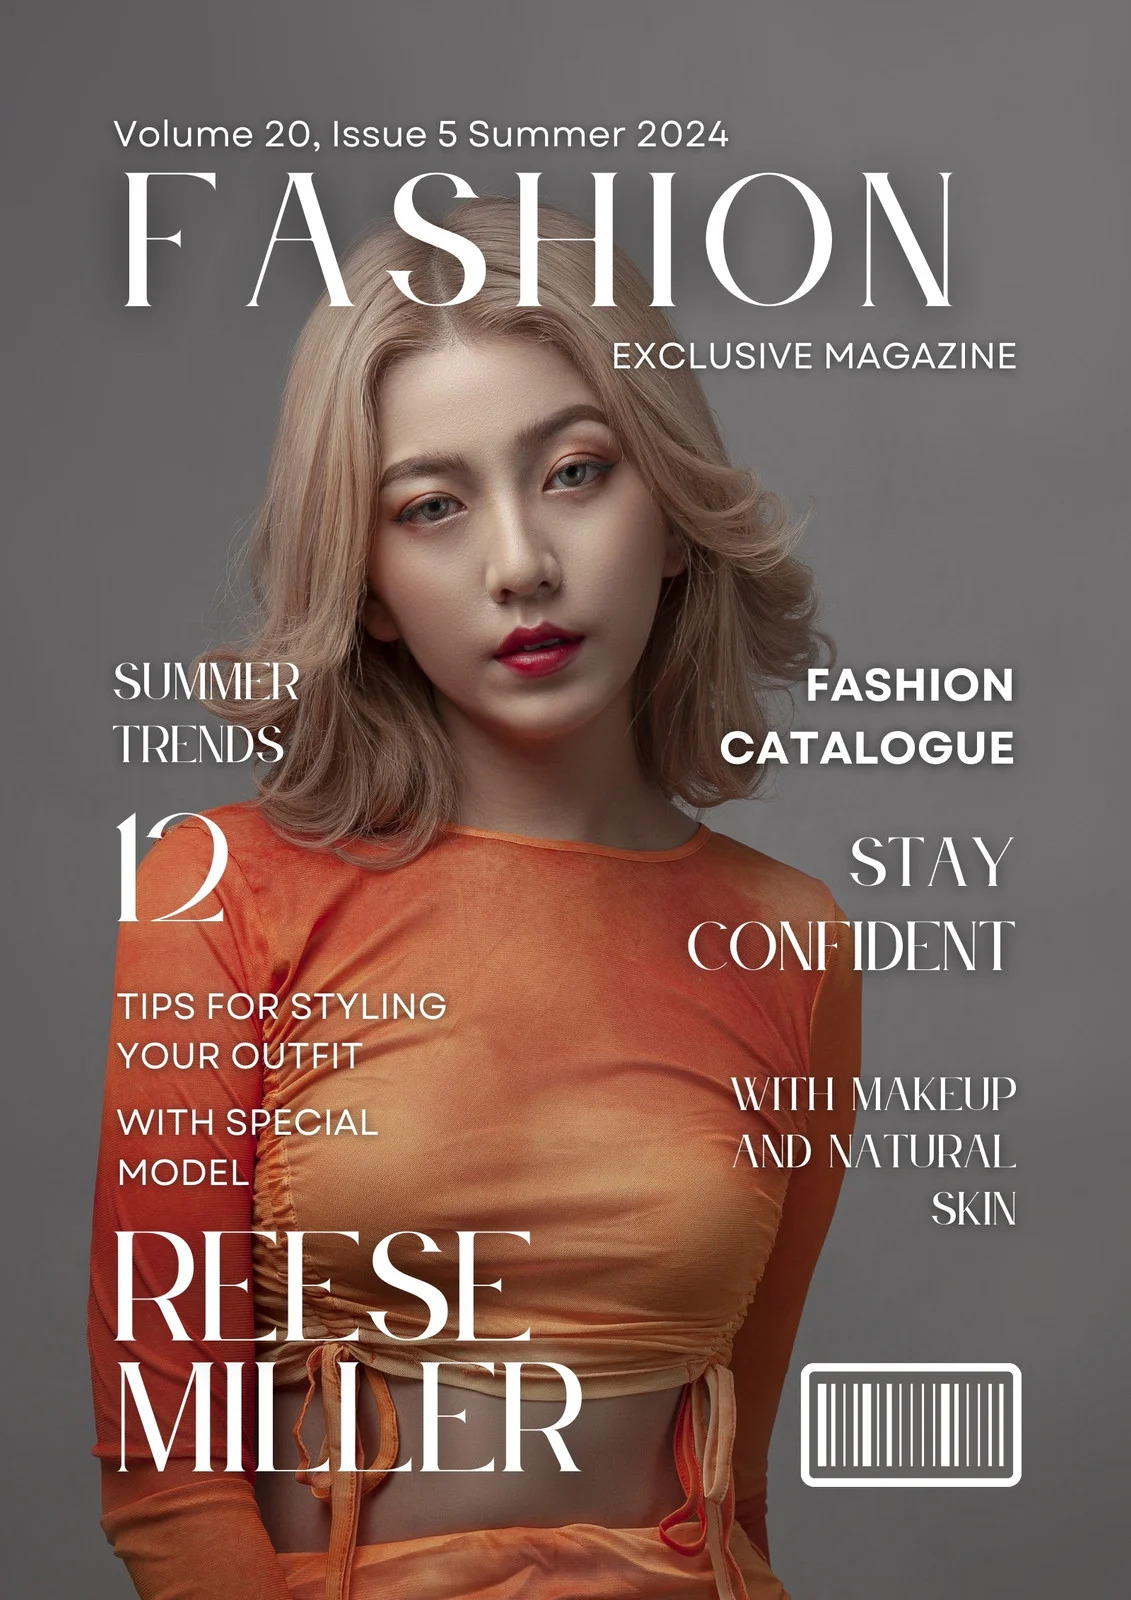 Volume 20, Issue 5 Summer 2024
FASHION
EXCLUSIVE MAGAZINE
SUMMER
TRENDS
12
TIPS FOR STYLING
YOUR OUTFIT
WITH SPECIAL
MODEL
REESE
MILLER
FASHION
CATALOGUE
STAY
CONFIDENT
WITH MAKEUP
AND NATURAL
SKIN